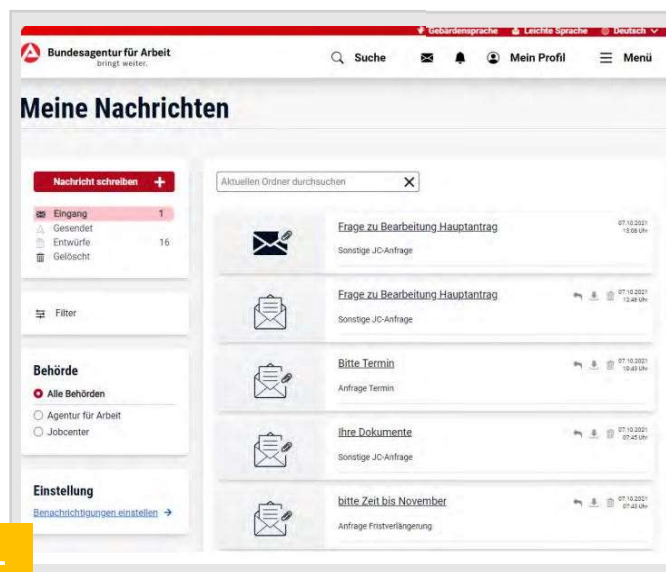 Gebärdensprache Leichte Sprache Deutsch
Bundesagentur für Arbeit
bringt weiter.
Suche Mein Profil Menü
Meine Nachrichten
Nachricht schreiben +
Eingang 1
Gesendet
Entwürfe 16
Gelöscht
Filter
Behörde
Alle Behörden
Agentur für Arbeit
Jobcenter
Einstellung
Benachrichtigungen einstellen →
Aktuellen Ordner durchsuchen X
Frage zu Bearbeitung Hauptantrag
07.10.2021
Sonstige JC-Anfrage
Frage zu Bearbeitung Hauptantrag
07.10.2021
Sonstige JC-Anfrage
Bitte Termin
07.10.2021
Anfrage Termin
Ihre Dokumente
07.10.2021
07:45 Uhr
Sonstige JC-Anfrage
bitte Zeit bis November
07.10.2021
Anfrage Fristverlängerung